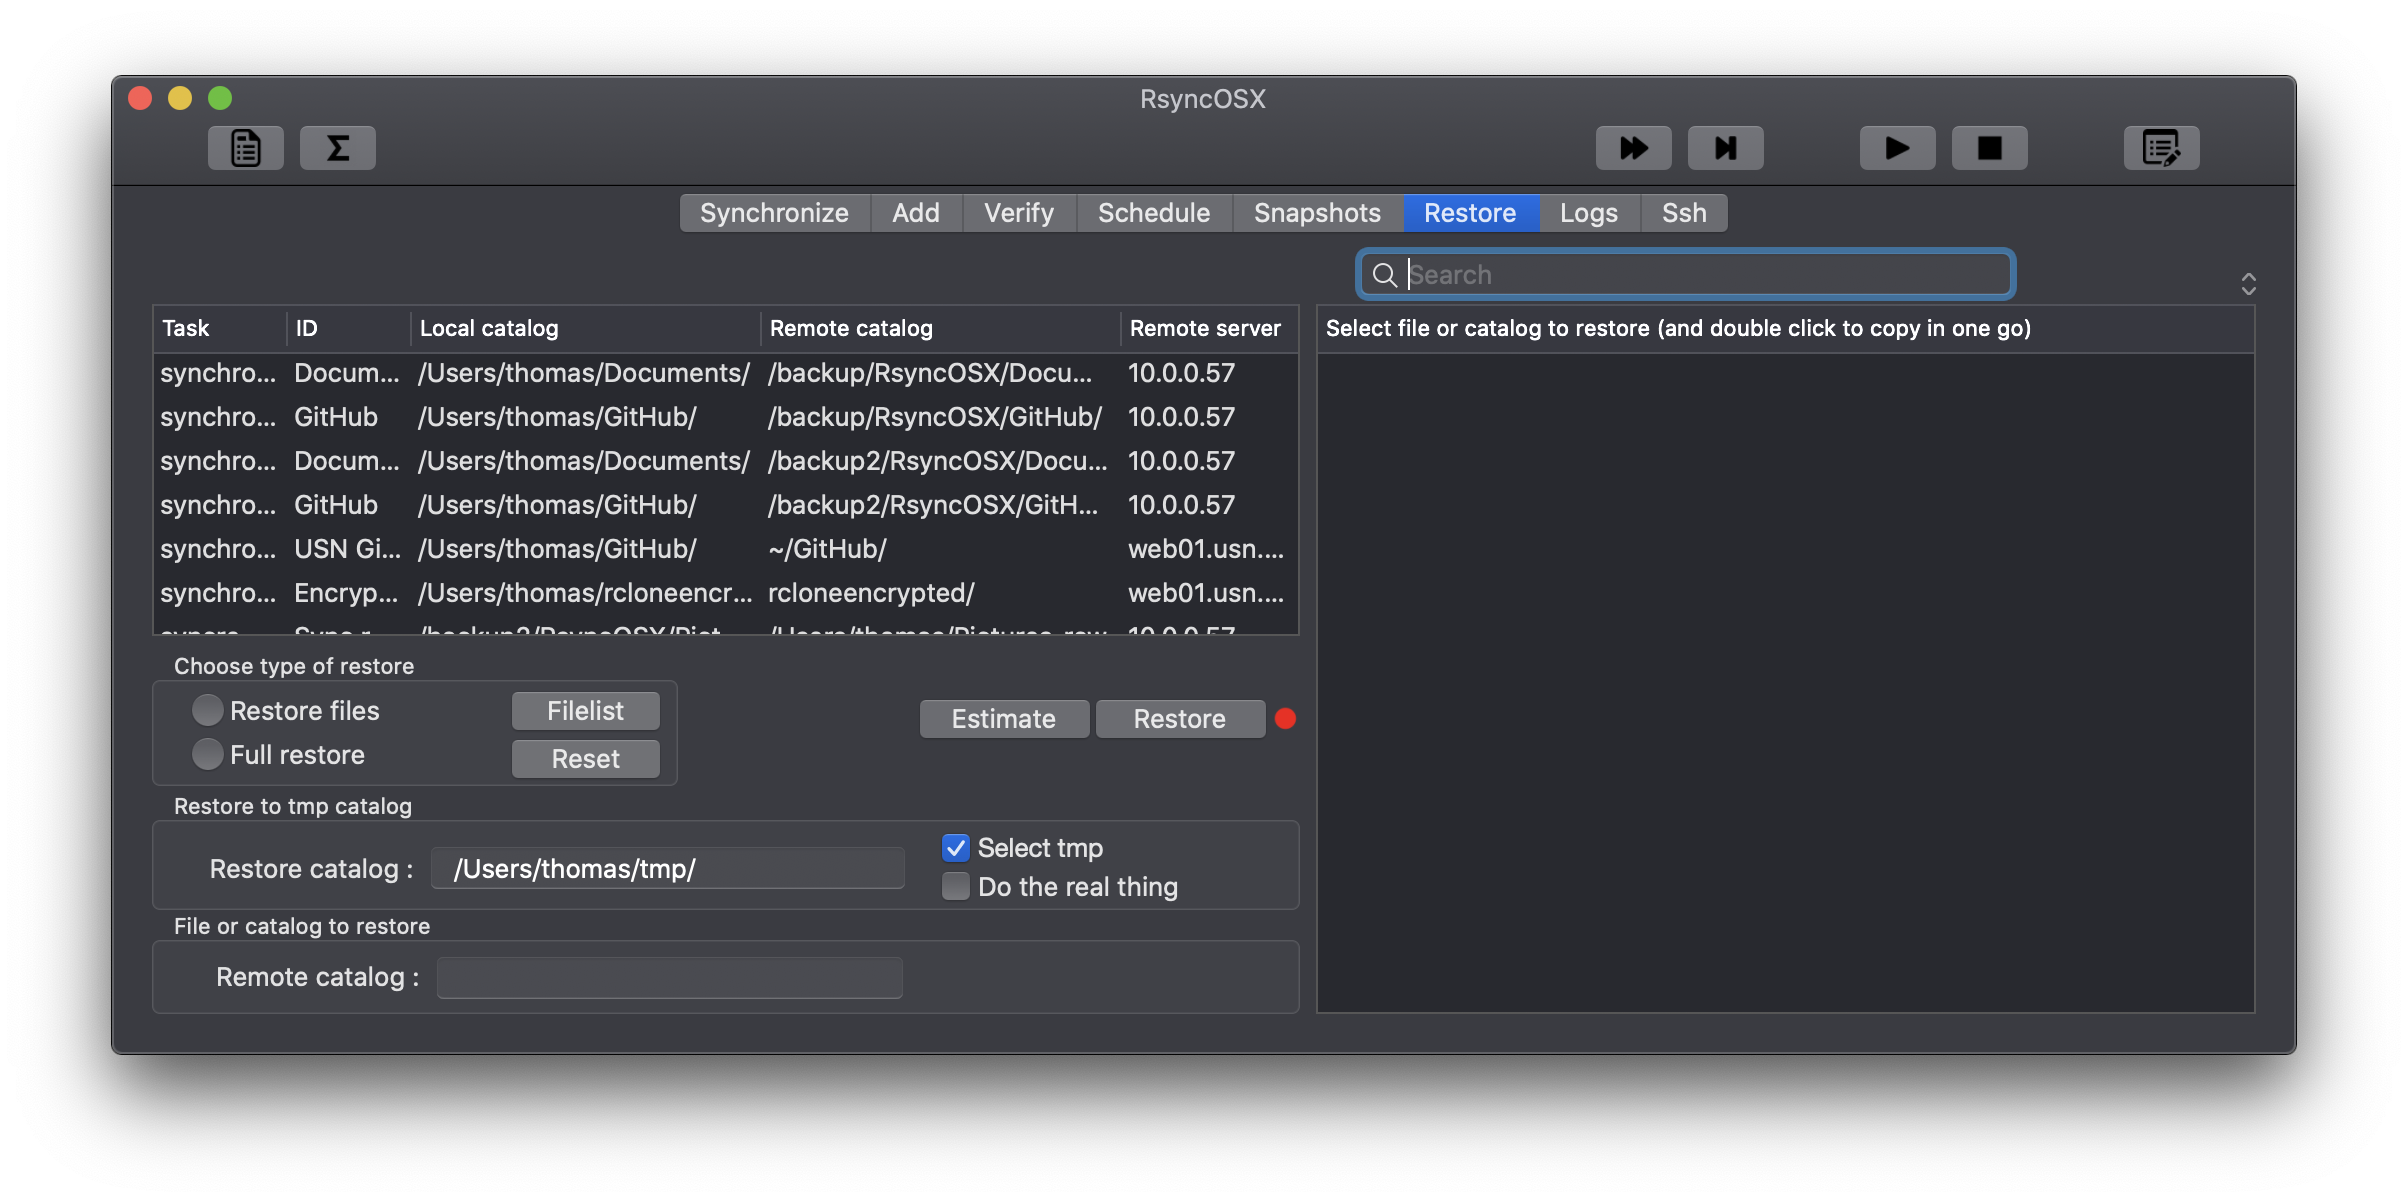 RsyncOSX
Synchronize Add Verify Schedule Snapshots Restore Logs Ssh
Search
Task ID Local catalog Remote catalog Remote server
Select file or catalog to restore (and double click to copy in one go)
synchro... Docum... /Users/thomas/Documents/ /backup/RsyncOSX/Docu... 10.0.0.57
synchro... GitHub /Users/thomas/GitHub/ /backup/RsyncOSX/GitHub/ 10.0.0.57
synchro... Docum... /Users/thomas/Documents/ /backup2/RsyncOSX/Docu... 10.0.0.57
synchro... GitHub /Users/thomas/GitHub/ /backup2/RsyncOSX/GitH... 10.0.0.57
synchro... USN Gi... /Users/thomas/GitHub/ ~/GitHub/ web01.usn....
synchro... Encryp... /Users/thomas/rcloneencr... rcloneencrypted/ web01.usn....
Choose type of restore
Restore files Filelist
Full restore Reset
Estimate Restore
Restore to tmp catalog
Restore catalog : /Users/thomas/tmp/
Select tmp
Do the real thing
File or catalog to restore
Remote catalog :